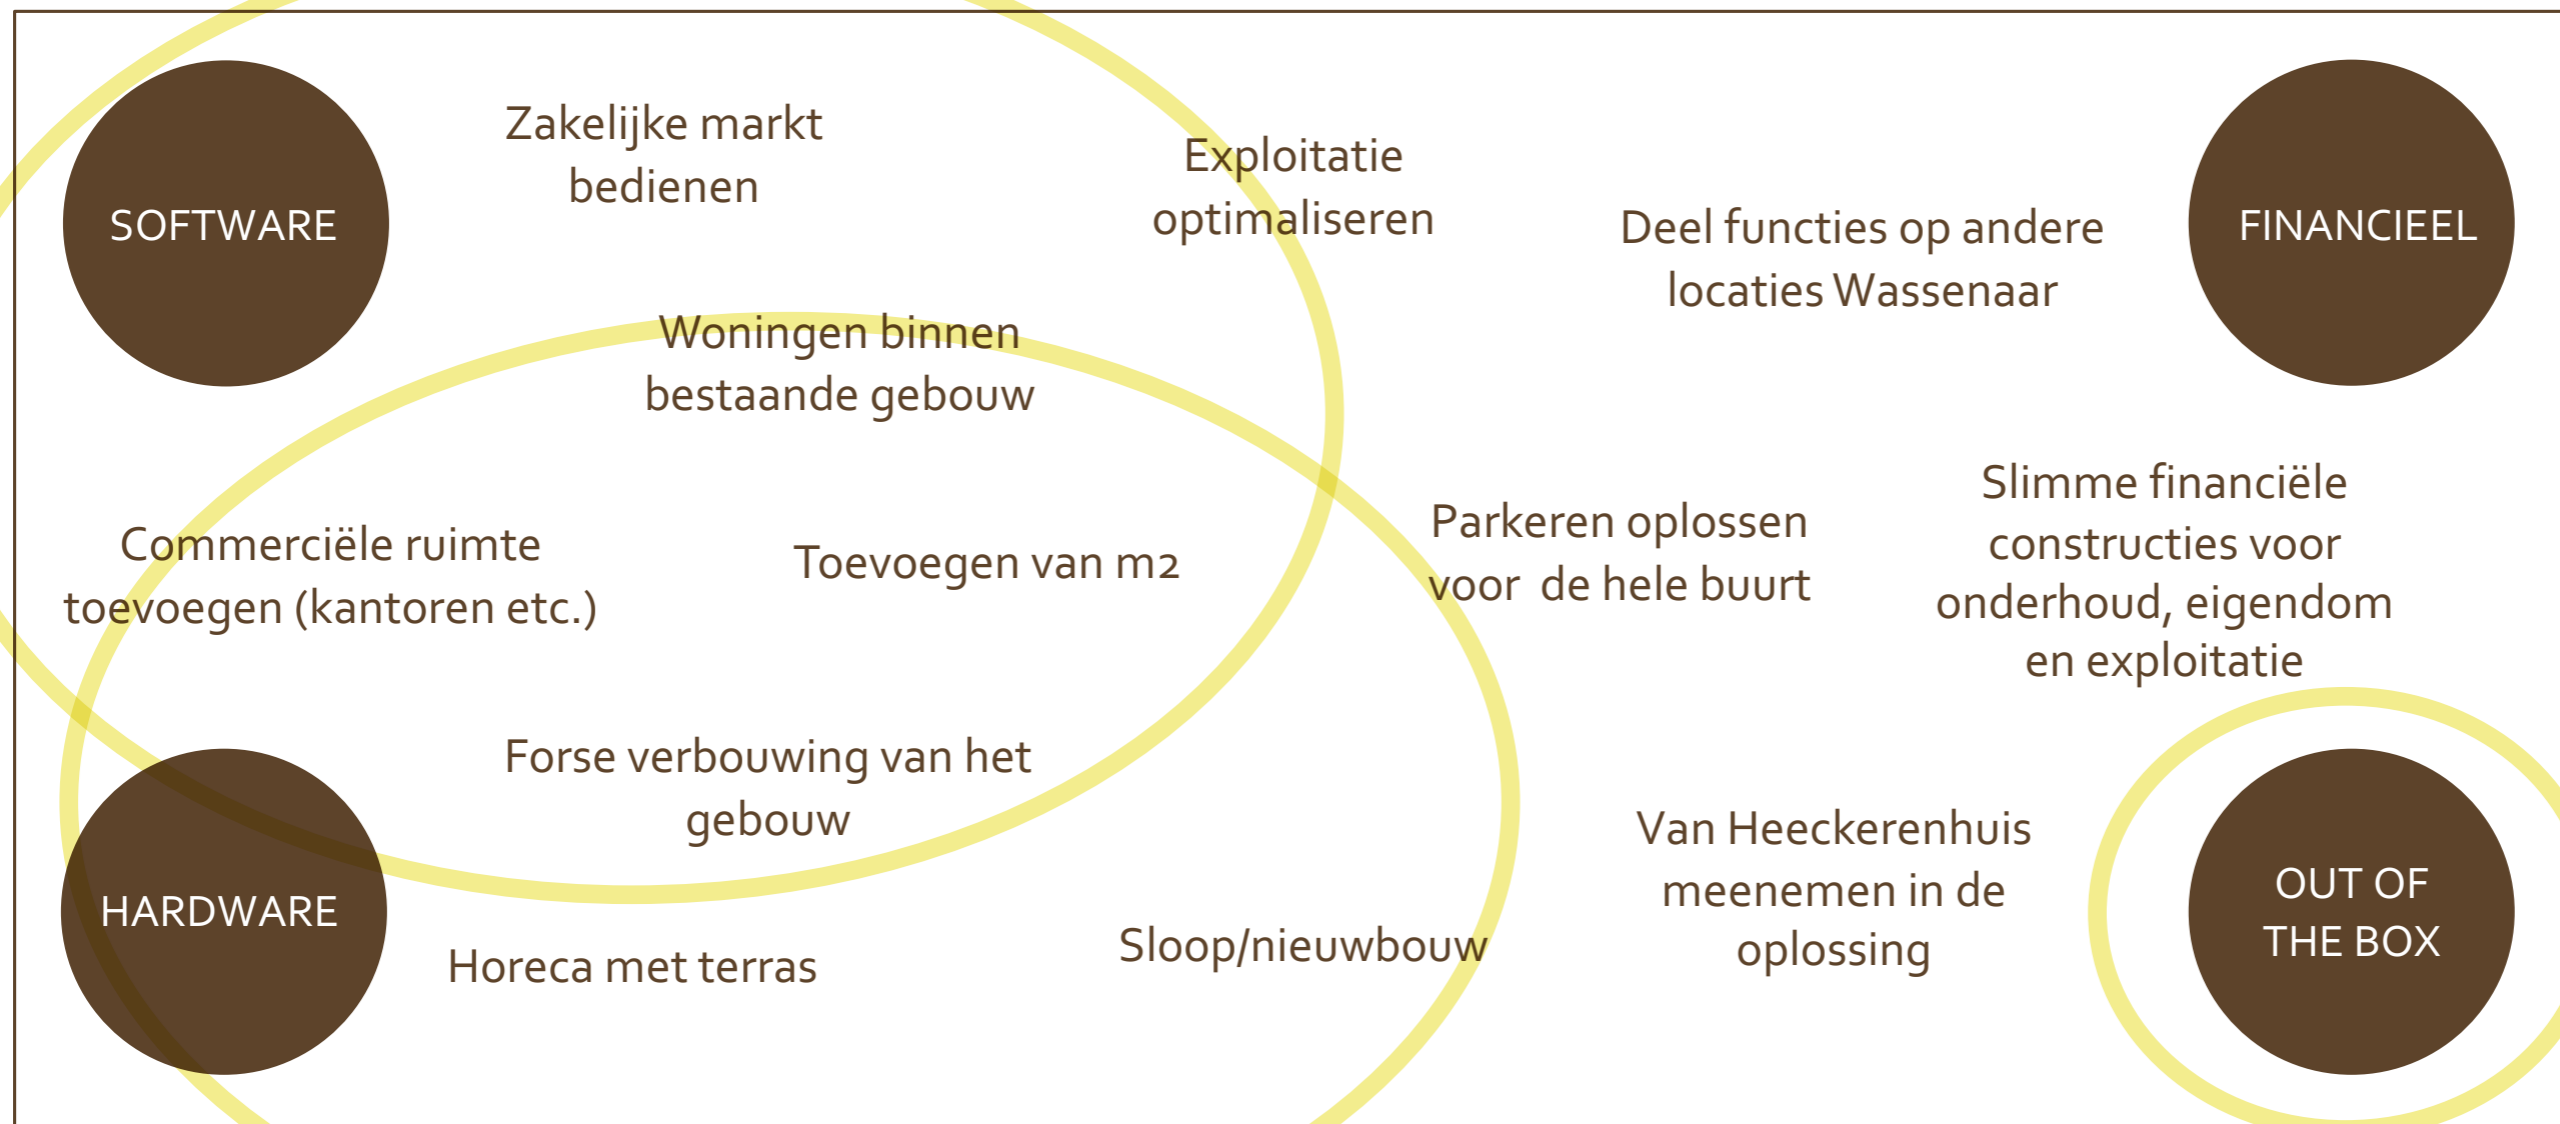 SOFTWARE
Zakelijke markt
bedienen
Exploitatie
optimaliseren
Deel functies op andere
locaties Wassenaar
FINANCIEEL
Woningen binnen
bestaande gebouw
Commerciële ruimte
toevoegen (kantoren etc.)
Toevoegen van m2
Parkeren oplossen
voor de hele buurt
Slimme financiële
constructies voor
onderhoud, eigendom
en exploitatie
Forse verbouwing van het
gebouw
HARDWARE
Horeca met terras
Sloop/nieuwbouw
Van Heeckerenhuis
meenemen in de
oplossing
OUT OF
THE BOX